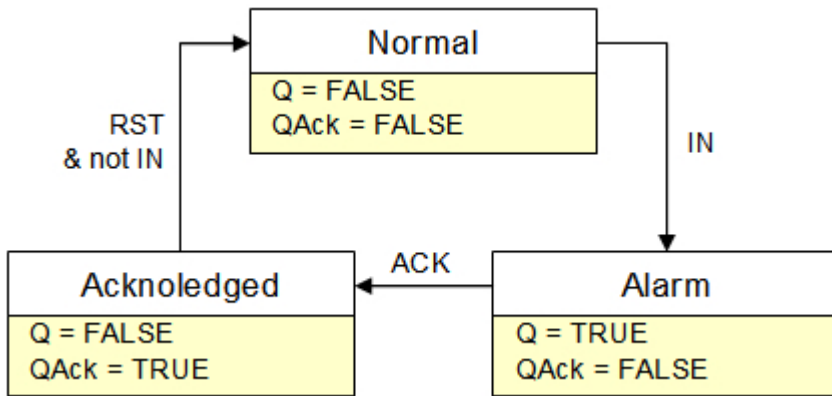 Normal
Q = FALSE
QAck = FALSE
RST
& not IN
IN
ACK
Acknoledged
Q = FALSE
QAck = TRUE
Alarm
Q = TRUE
QAck = FALSE